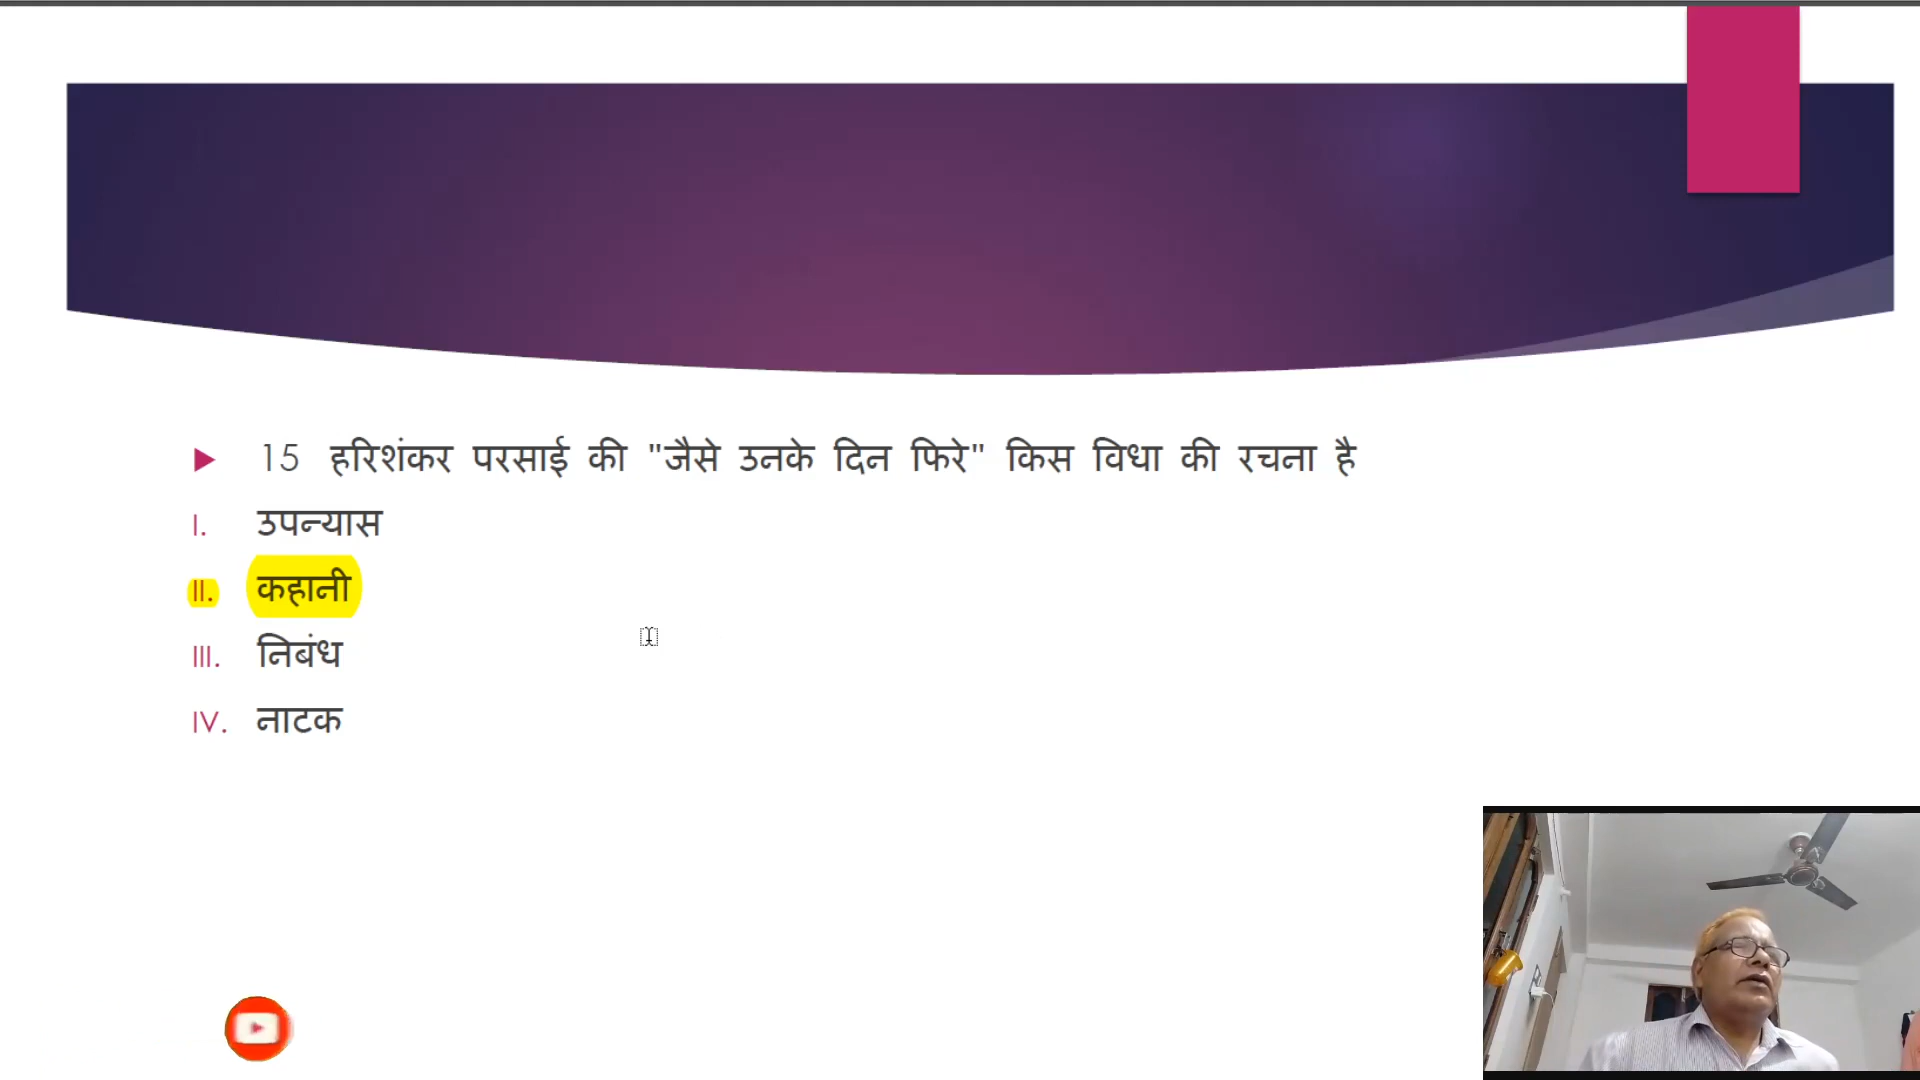 15 हरिशंकर परसाई की "जैसे उनके दिन फिरे" किस विधा की रचना है
I. उपन्यास
II. कहानी
III. निबंध
IV. नाटक